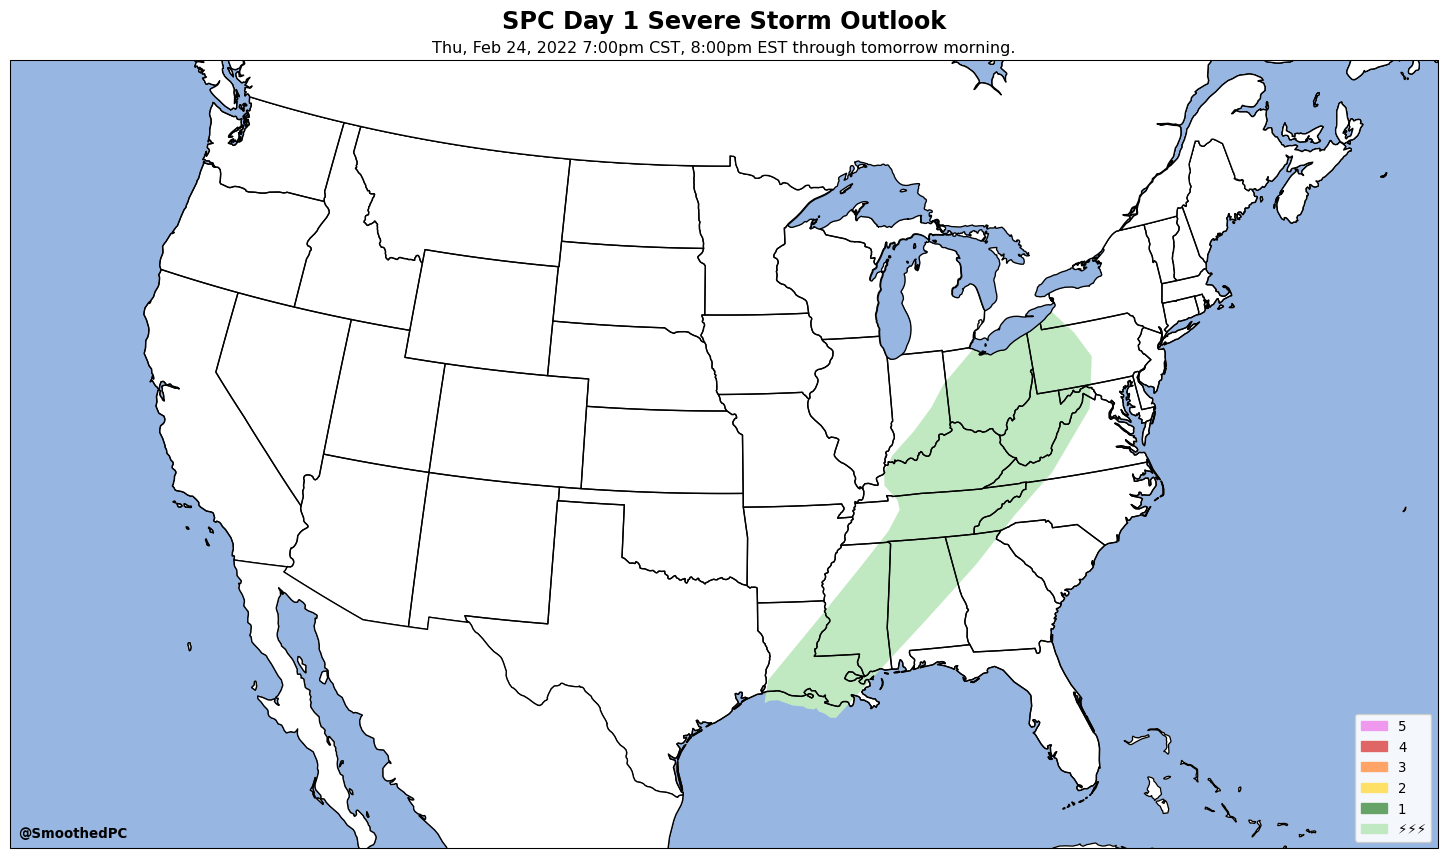 SPC Day 1 Severe Storm Outlook
Thu, Feb 24, 2022 7:00pm CST, 8:00pm EST through tomorrow morning.
5
4
3
2
1
⚡⚡⚡
@SmoothedPC